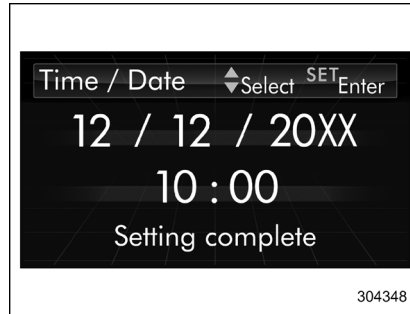 Time / Date Select SET Enter
12 / 12 / 20XX
10 : 00
Setting complete
304348